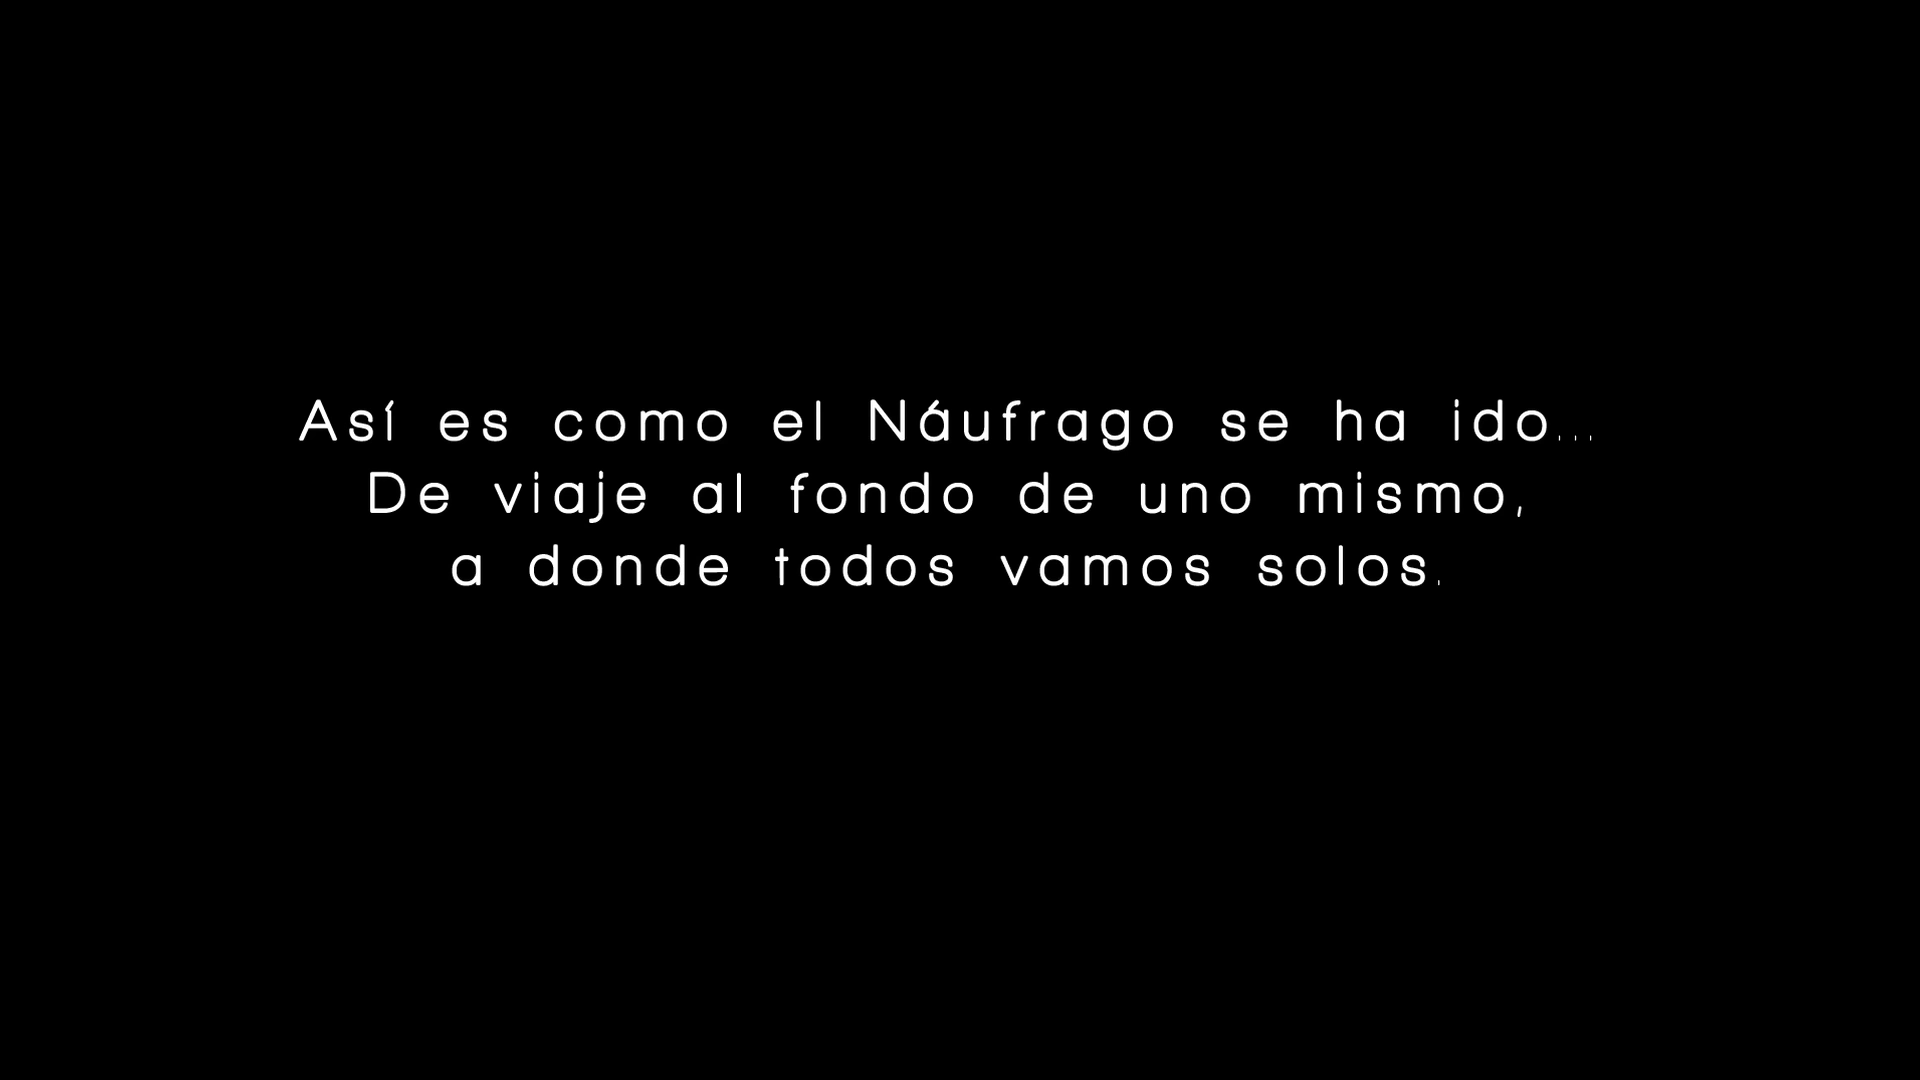 Así es como el Náufrago se ha ido...
De viaje al fondo de uno mismo,
a donde todos vamos solos.